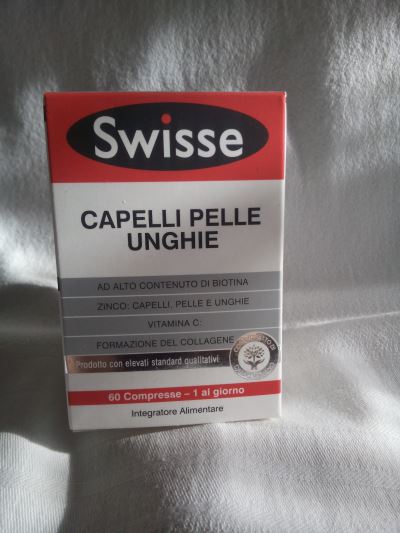 Swisse
CAPELLI PELLE
UNGHIE
AD ALTO CONTENUTO DI BIOTINA
ZINCO: CAPELLI, PELLE E UNGHIE
VITAMINA C:
FORMAZIONE DEL COLLAGENE
Prodotto con elevati standard qualitativi
60 Compresse – 1 al giorno
Integratore Alimentare